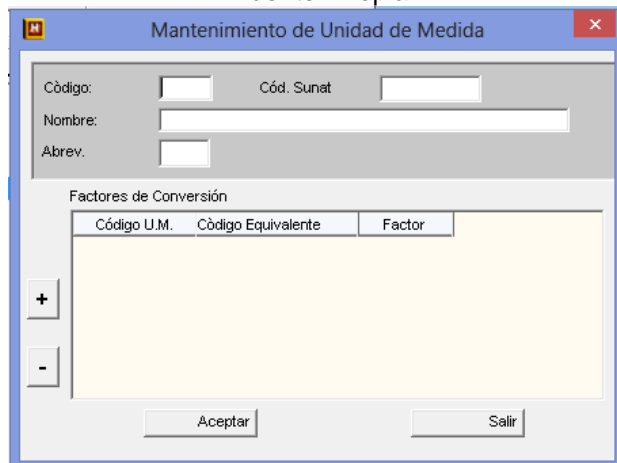 Mantenimiento de Unidad de Medida
Còdigo: Cód. Sunat
Nombre:
Abrev.
Factores de Conversión
Código U.M. Còdigo Equivalente Factor
+
-
Aceptar Salir